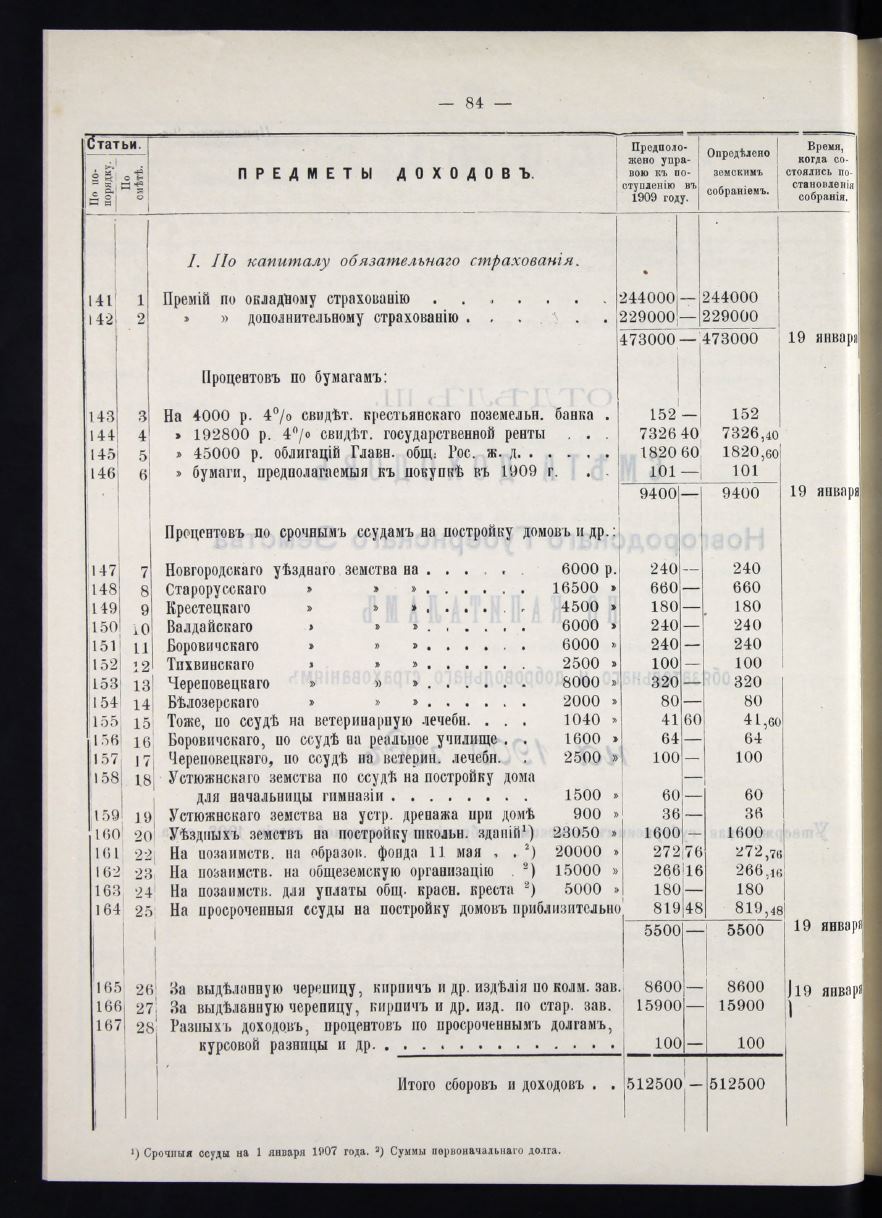 — 84 —
Статьи.
По по-
порядку.
По
смѣтѣ.
ПРЕДМЕТЫ ДОХОДОВЪ.
Предполо-
жено упра-
вою къ по-
ступленію въ
1909 году.
Опредѣлено
земскимъ
собраніемъ.
Время,
когда со-
стоялись по-
становленія
собранія.
I. По капиталу обязательнаго страхованія.
141 1 Премій по окладному страхованію . . . . . . . 244000 — 244000
142 2 » » дополнительному страхованію . . . . . . 229000 — 229000
473000 — 473000 19 января
Процентовъ по бумагамъ:
143 3 На 4000 р. 4% свидѣт. крестьянскаго поземельн. банка . 152 — 152
144 4 » 192800 р. 4% свидѣт. государственной ренты . . . 7326 40 7326,40
145 5 » 45000 р. облигацій Главн. общ. Рос. ж. д. . . . . . 1820 60 1820,60
146 6 » бумаги, предполагаемыя къ покупкѣ въ 1909 г. . . . 101 — 101
9400 — 9400 19 января
Процентовъ по срочнымъ ссудамъ на постройку домовъ и др.:
147 7 Новгородскаго уѣзднаго земства на . . . . . . 6000 р. 240 — 240
148 8 Старорусскаго » » » . . . . . . 16500 » 660 — 660
149 9 Крестецкаго » » » . . . . . . 4500 » 180 — 180
150 10 Валдайскаго » » » . . . . . . 6000 » 240 — 240
151 11 Боровичскаго » » » . . . . . . 6000 » 240 — 240
152 12 Тихвинскаго » » » . . . . . . 2500 » 100 — 100
153 13 Череповецкаго » » » . . . . . . 8000 » 320 — 320
154 14 Бѣлозерскаго » » » . . . . . . 2000 » 80 — 80
155 15 Тоже, по ссудѣ на ветеринарную лечебн. . . . 1040 » 41 60 41,60
156 16 Боровичскаго, по ссудѣ на реальное училище . . 1600 » 64 — 64
157 17 Череповецкаго, по ссудѣ на ветерин. лечебн. . 2500 » 100 — 100
158 18 Устюжнскаго земства по ссудѣ на постройку дома —
для начальницы гимназіи . . . . . . . . 1500 » 60 — 60
159 19 Устюжнскаго земства на устр. дренажа при домѣ 900 » 36 — 36
160 20 Уѣздныхъ земствъ на постройку школьн. зданій¹) 23050 » 1600 — 1600
161 22 На позаимств. на образов. фонда 11 мая . . ²) 20000 » 272 76 272,76
162 23 На позаимств. на общеземскую организацію . ²) 15000 » 266 16 266,16
163 24 На позаимств. для уплаты общ. красн. креста ²) 5000 » 180 — 180
164 25 На просроченныя ссуды на постройку домовъ приблизительно 819 48 819,48
5500 — 5500 19 января
165 26 За выдѣланную черепицу, кирпичъ и др. издѣлія по колм. зав. 8600 — 8600 19 января
166 27 За выдѣланную черепицу, кирпичъ и др. изд. по стар. зав. 15900 — 15900
167 28 Разныхъ доходовъ, процентовъ по просроченнымъ долгамъ,
курсовой разницы и др. . . . . . . . . . . . . . 100 — 100
Итого сборовъ и доходовъ . . 512500 — 512500
¹) Срочныя ссуды на 1 января 1907 года. ²) Суммы первоначальнаго долга.